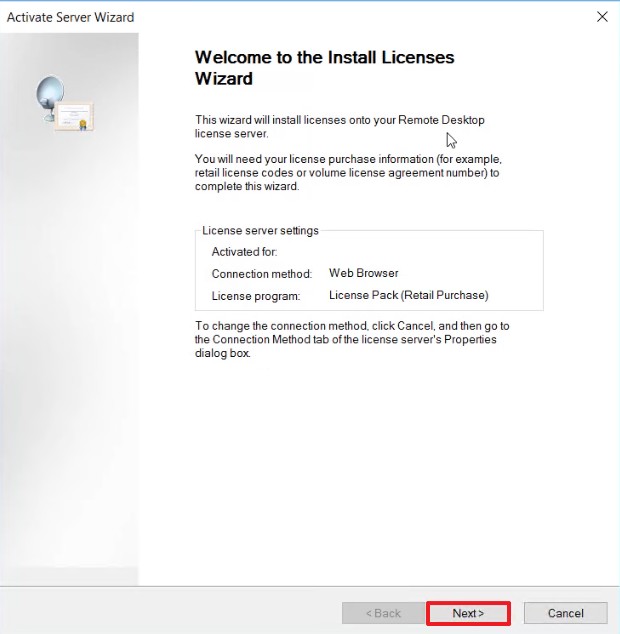 Activate Server Wizard
Welcome to the Install Licenses
Wizard
This wizard will install licenses onto your Remote Desktop
license server.
You will need your license purchase information (for example,
retail license codes or volume license agreement number) to
complete this wizard.
License server settings
Activated for:
Connection method: Web Browser
License program: License Pack (Retail Purchase)
To change the connection method, click Cancel, and then go to
the Connection Method tab of the license server's Properties
dialog box.
< Back Next > Cancel